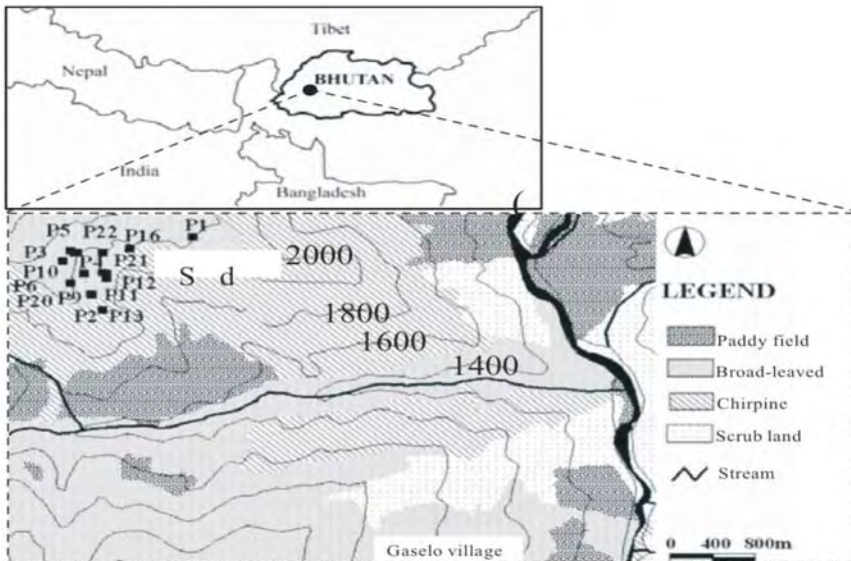 Tibet
Nepal
BHUTAN
India
Bangladesh
(
P1
P5 P22
P16
P3
P21
P10
P12
P6
P9
P11
P20
P2 P13
S d
2000
1800
1600
1400
LEGEND
Paddy field
Broad-leaved
Chirpine
Scrub land
Stream
0 400 800m
Gaselo village